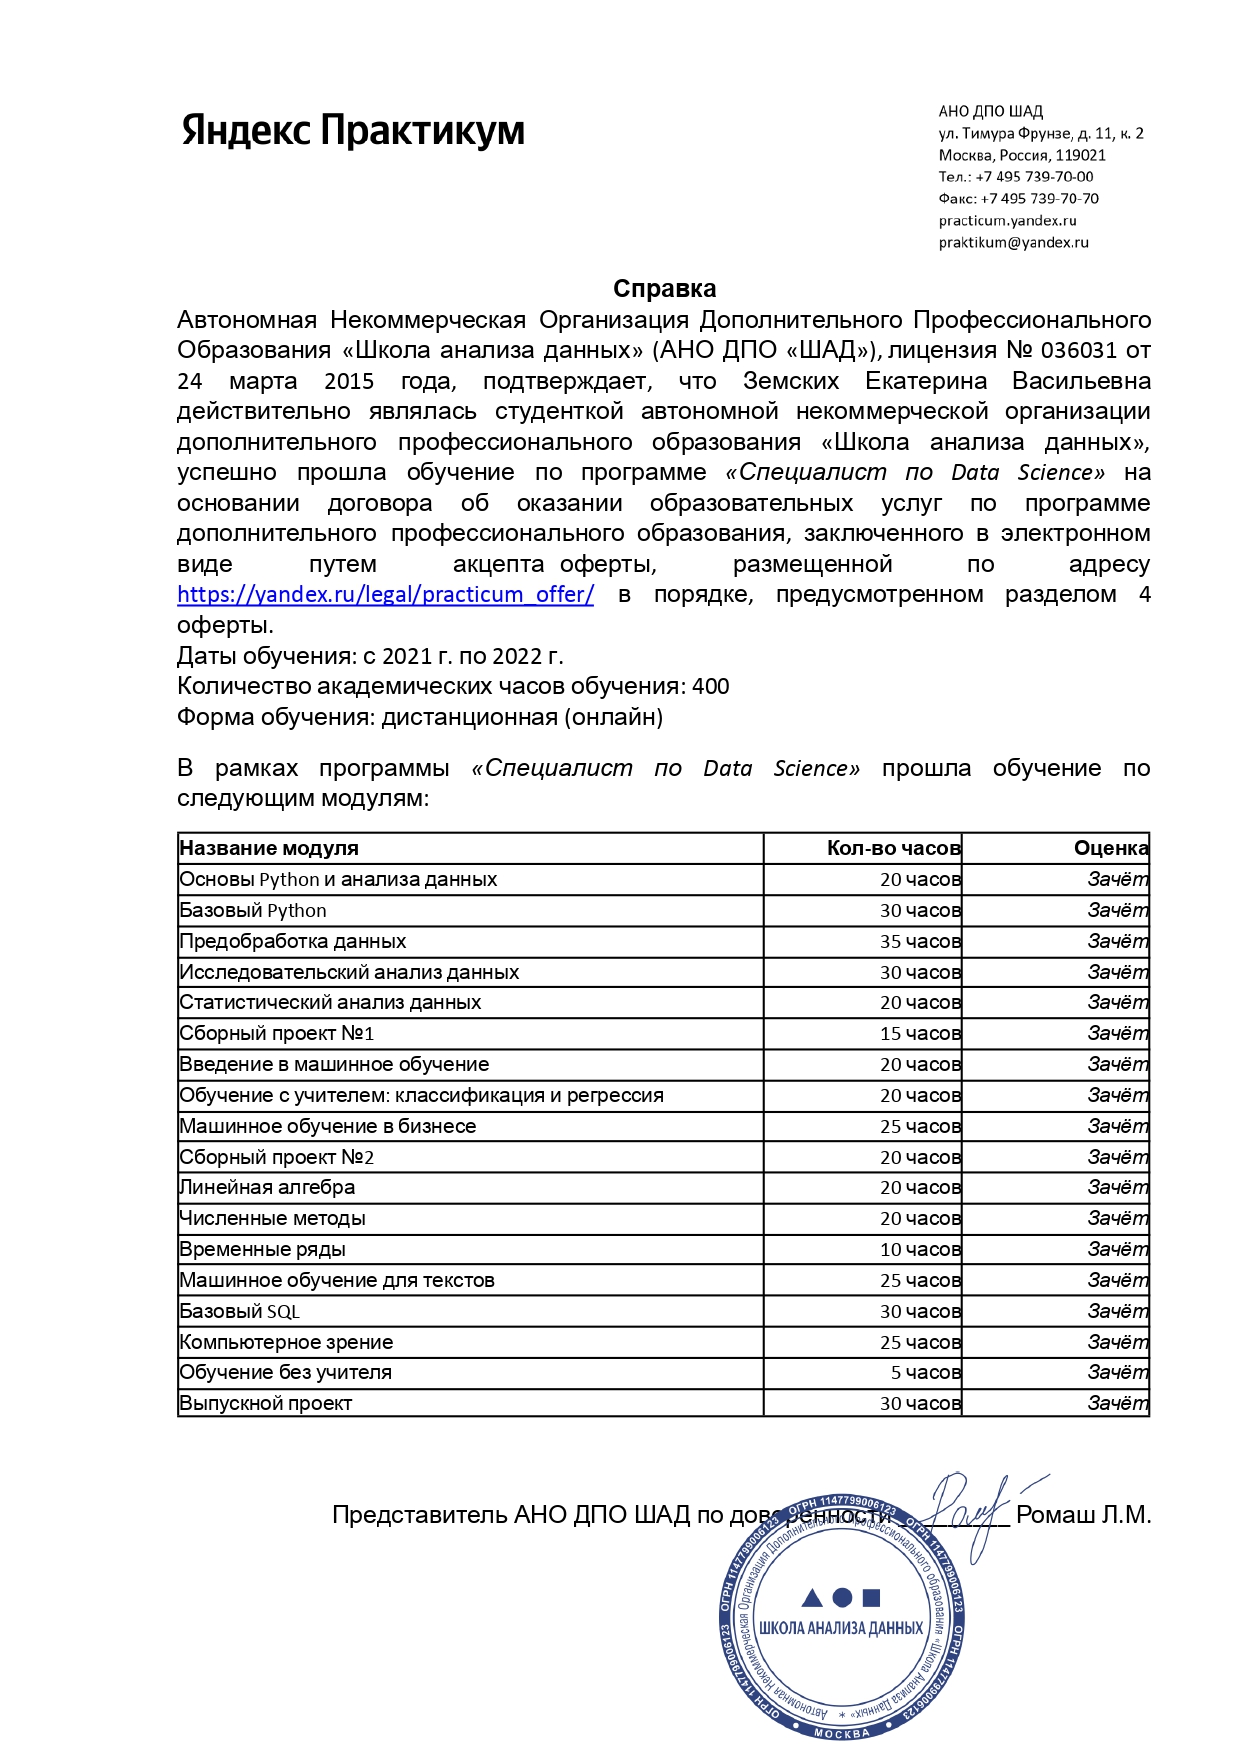 Яндекс Практикум
АНО ДПО ШАД
ул. Тимура Фрунзе, д. 11, к. 2
Москва, Россия, 119021
Тел.: +7 495 739-70-00
Факс: +7 495 739-70-70
practicum.yandex.ru
praktikum@yandex.ru
Справка
Автономная Некоммерческая Организация Дополнительного Профессионального
Образования «Школа анализа данных» (АНО ДПО «ШАД»), лицензия № 036031 от
24 марта 2015 года, подтверждает, что Земских Екатерина Васильевна
действительно являлась студенткой автономной некоммерческой организации
дополнительного профессионального образования «Школа анализа данных»,
успешно прошла обучение по программе «Специалист по Data Science» на
основании договора об оказании образовательных услуг по программе
дополнительного профессионального образования, заключенного в электронном
виде путем акцепта оферты, размещенной по адресу
https://yandex.ru/legal/practicum_offer/ в порядке, предусмотренном разделом 4
оферты.
Даты обучения: с 2021 г. по 2022 г.
Количество академических часов обучения: 400
Форма обучения: дистанционная (онлайн)
В рамках программы «Специалист по Data Science» прошла обучение по
следующим модулям:
Название модуля Кол-во часов Оценка
Основы Python и анализа данных 20 часов Зачёт
Базовый Python 30 часов Зачёт
Предобработка данных 35 часов Зачёт
Исследовательский анализ данных 30 часов Зачёт
Статистический анализ данных 20 часов Зачёт
Сборный проект №1 15 часов Зачёт
Введение в машинное обучение 20 часов Зачёт
Обучение с учителем: классификация и регрессия 20 часов Зачёт
Машинное обучение в бизнесе 25 часов Зачёт
Сборный проект №2 20 часов Зачёт
Линейная алгебра 20 часов Зачёт
Численные методы 20 часов Зачёт
Временные ряды 10 часов Зачёт
Машинное обучение для текстов 25 часов Зачёт
Базовый SQL 30 часов Зачёт
Компьютерное зрение 25 часов Зачёт
Обучение без учителя 5 часов Зачёт
Выпускной проект 30 часов Зачёт
Представитель АНО ДПО ШАД по доверенности _________ Ромаш Л.М.
ОГРН 1147799006123 ОГРН 1147799006123 ОГРН 1147799006123 ОГРН 1147799006123 ОГРН 1147799006123 ОГРН 1147799006123
Автономная Некоммерческая Организация Дополнительного Профессионального образования «Школа Анализа Данных» *
ШКОЛА АНАЛИЗА ДАННЫХ
• МОСКВА •